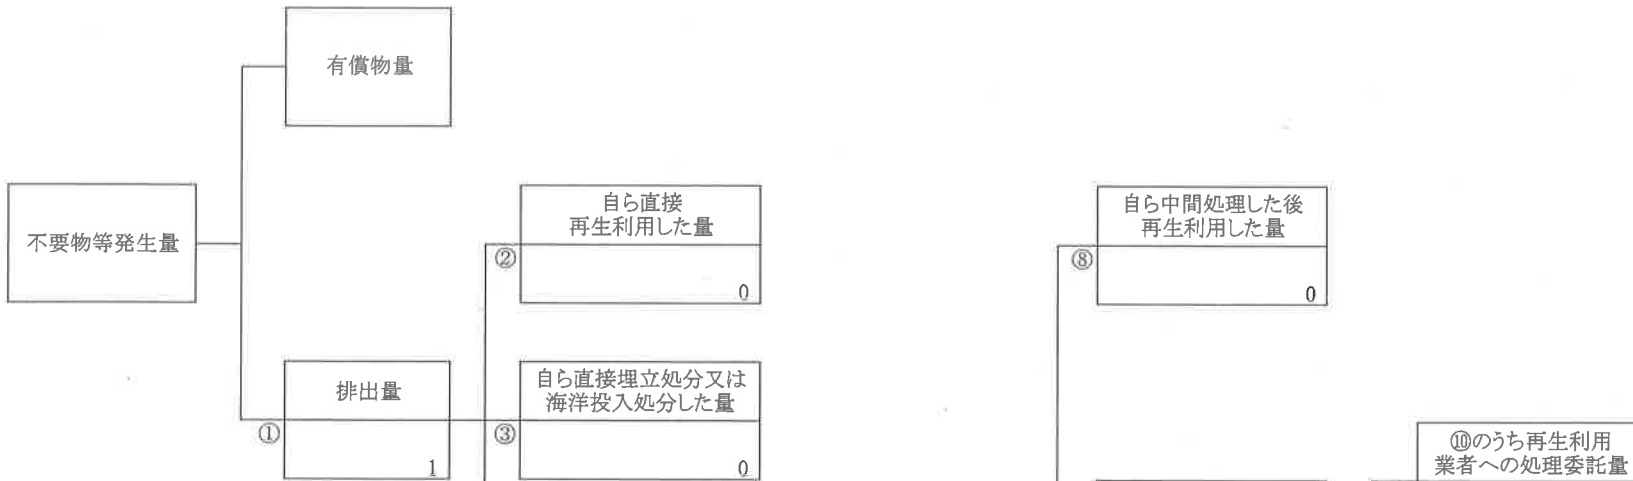 有償物量
不要物等発生量
自ら直接
再生利用した量
②
0
自ら中間処理した後
再生利用した量
⑧
0
排出量
①
1
自ら直接埋立処分又は
海洋投入処分した量
③
0
⑩のうち再生利用
業者への処理委託量